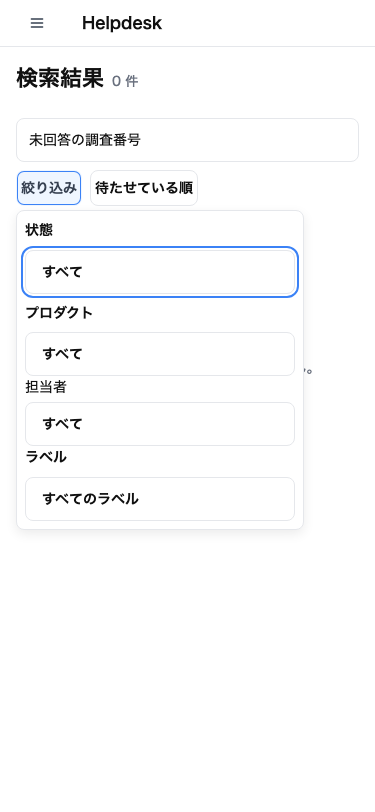 Helpdesk
検索結果 0 件
未回答の調査番号
絞り込み 待たせている順
状態
すべて
プロダクト
すべて
担当者
すべて
ラベル
すべてのラベル